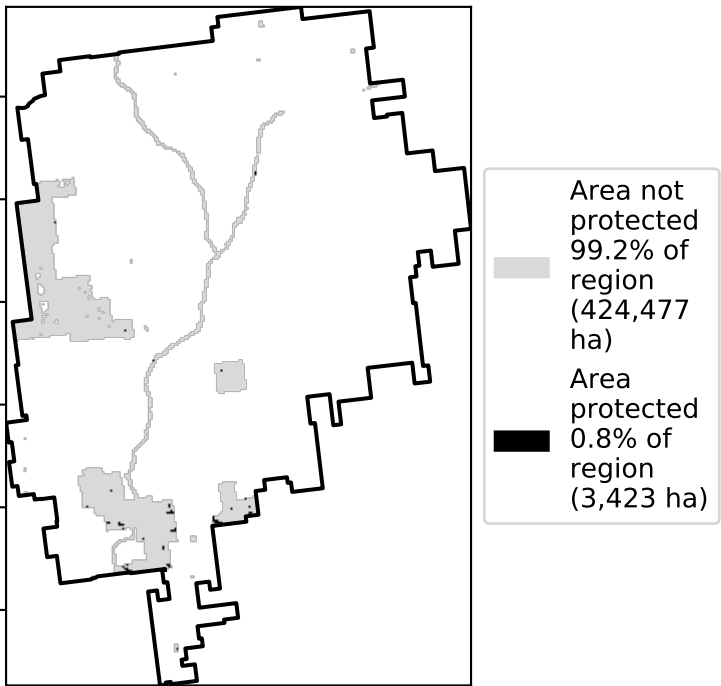 Area not
protected
99.2% of
region
(424,477
ha)
Area
protected
0.8% of
region
(3,423 ha)